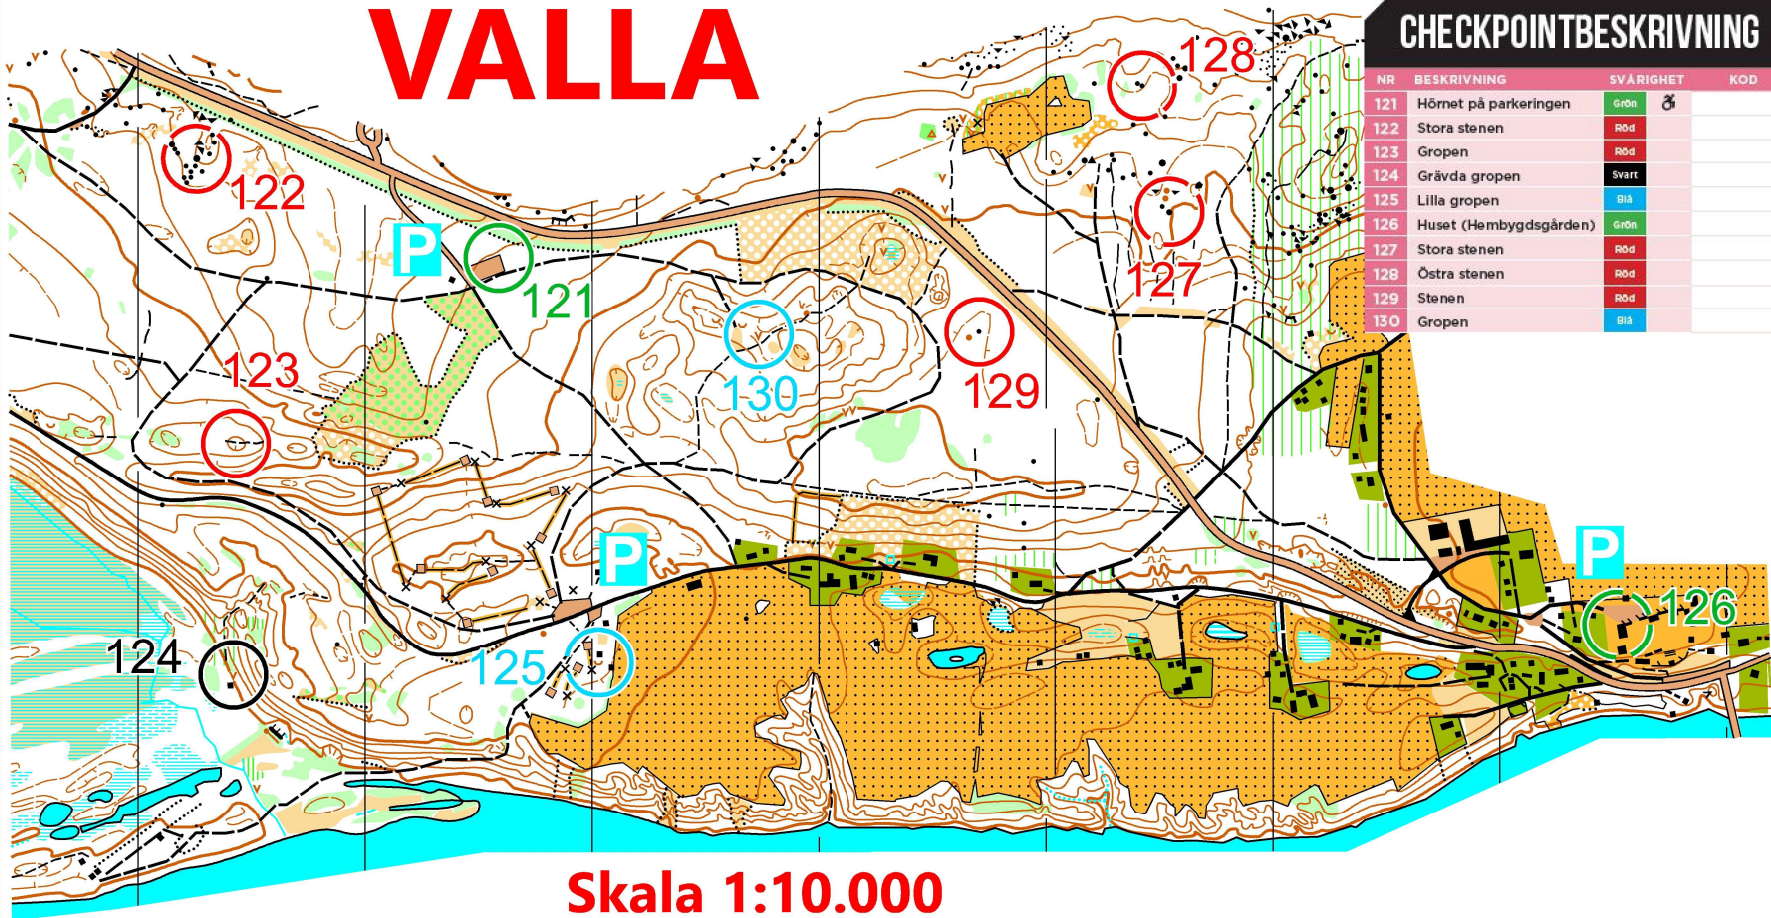 VALLA
CHECKPOINTBESKRIVNING
NR BESKRIVNING SVÅRIGHET KOD
121 Hörnet på parkeringen Grön
122 Stora stenen Röd
123 Gropen Röd
124 Grävda gropen Svart
125 Lilla gropen Blå
126 Huset (Hembygdsgården) Grön
127 Stora stenen Röd
128 Östra stenen Röd
129 Stenen Röd
130 Gropen Blå
128
122
P
121
127
123
130
129
P
P
126
124
125
Skala 1:10.000